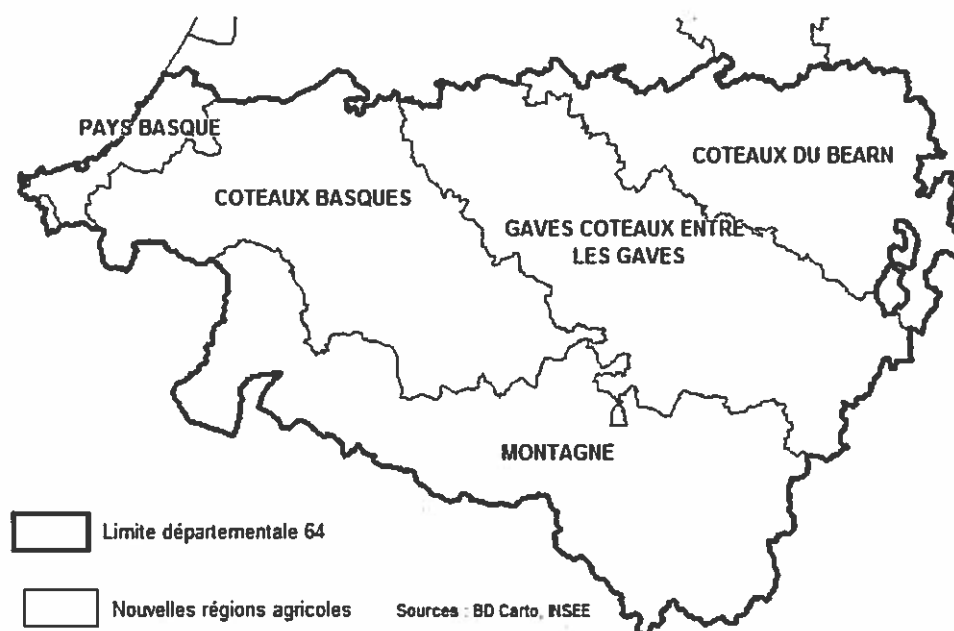 PAYS BASQUE
COTEAUX DU BEARN
COTEAUX BASQUES
GAVES COTEAUX ENTRE
LES GAVES
MONTAGNE
Limite départementale 64
Nouvelles régions agricoles
Sources : BD Carto, INSEE